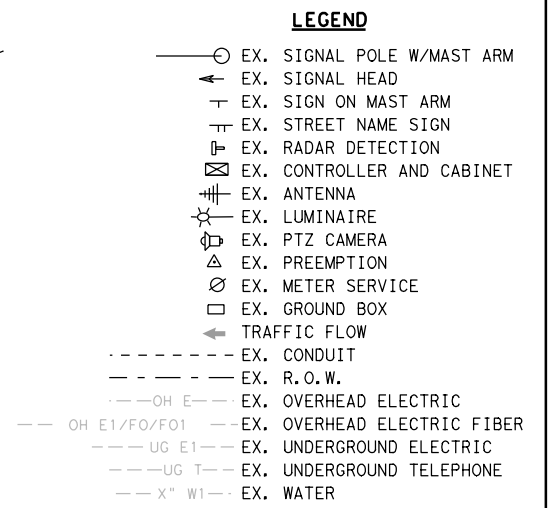 LEGEND
EX. SIGNAL POLE W/MAST ARM
EX. SIGNAL HEAD
EX. SIGN ON MAST ARM
EX. STREET NAME SIGN
EX. RADAR DETECTION
EX. CONTROLLER AND CABINET
EX. ANTENNA
EX. LUMINAIRE
EX. PTZ CAMERA
EX. PREEMPTION
EX. METER SERVICE
EX. GROUND BOX
TRAFFIC FLOW
EX. CONDUIT
EX. R.O.W.
OH E EX. OVERHEAD ELECTRIC
OH E1/FO/FO1 EX. OVERHEAD ELECTRIC FIBER
UG E1 EX. UNDERGROUND ELECTRIC
UG T EX. UNDERGROUND TELEPHONE
X" W1 EX. WATER